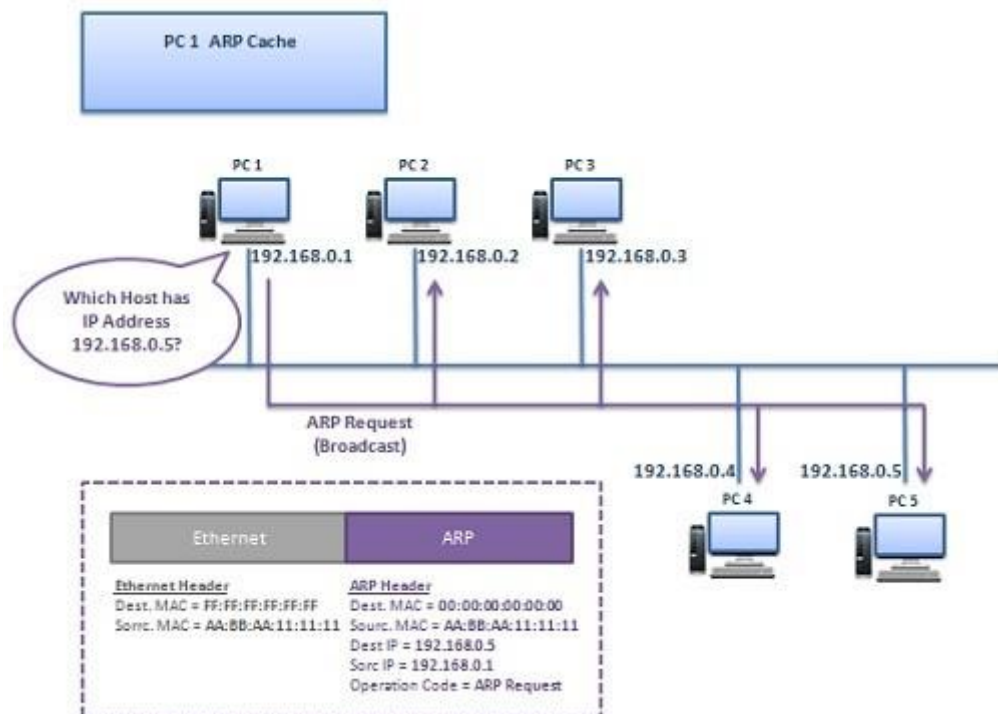 PC 1 ARP Cache
PC 1
PC 2
PC 3
192.168.0.1
192.168.0.2
192.168.0.3
Which Host has
IP Address
192.168.0.5?
ARP Request
(Broadcast)
192.168.0.4
192.168.0.5
PC 4
PC 5
Ethernet
ARP
Ethernet Header
Dest. MAC = FF:FF:FF:FF:FF:FF
Sorrc. MAC = AA:BB:AA:11:11:11
ARP Header
Dest. MAC = 00:00:00:00:00:00
Sourc. MAC = AA:BB:AA:11:11:11
Dest IP = 192.168.0.5
Sorc IP = 192.168.0.1
Operation Code = ARP Request